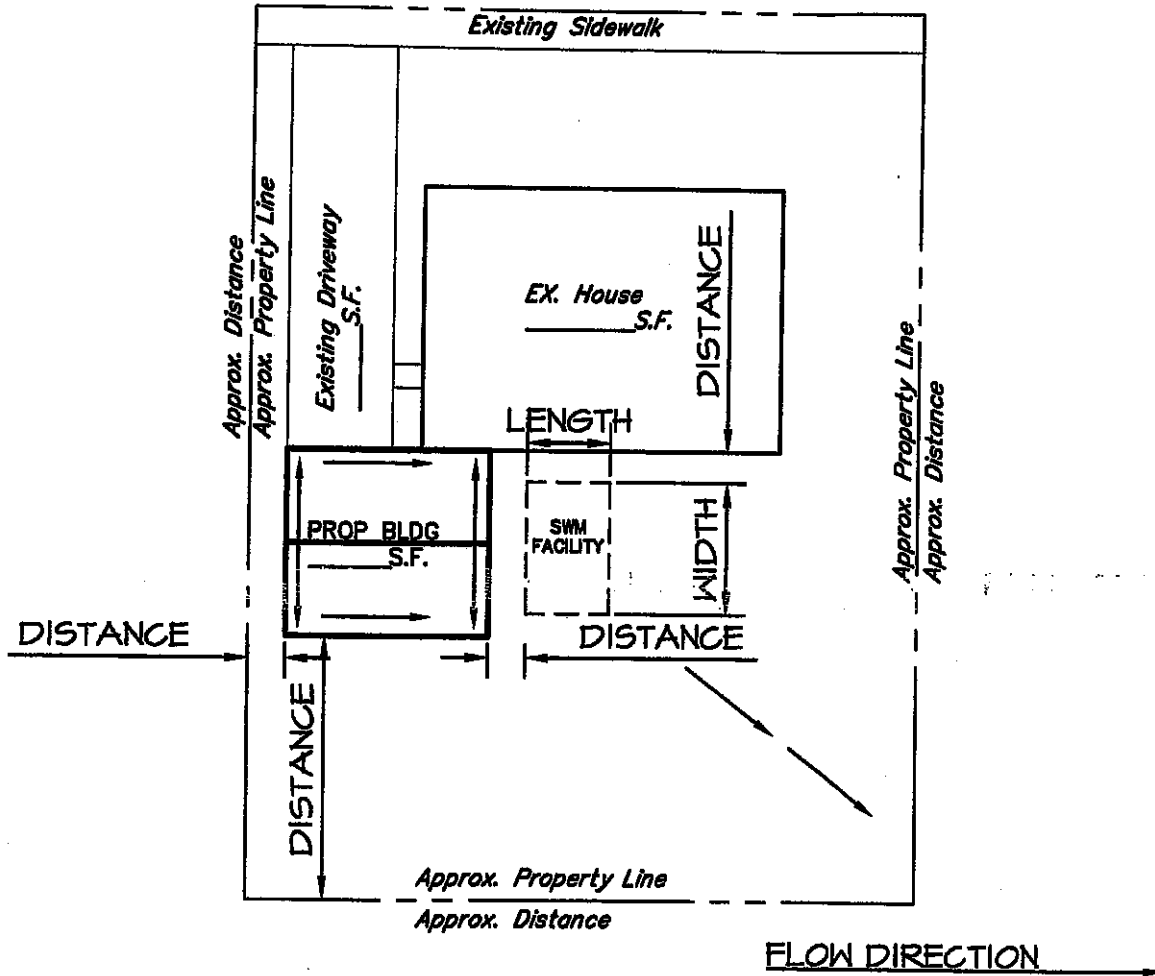 Existing Sidewalk
Approx. Distance
Approx. Property Line
Existing Driveway
S.F.
EX. House
S.F.
DISTANCE
LENGTH
Approx. Property Line
Approx. Distance
PROP BLDG
S.F.
SWM
FACILITY
WIDTH
DISTANCE
DISTANCE
DISTANCE
Approx. Property Line
Approx. Distance
FLOW DIRECTION